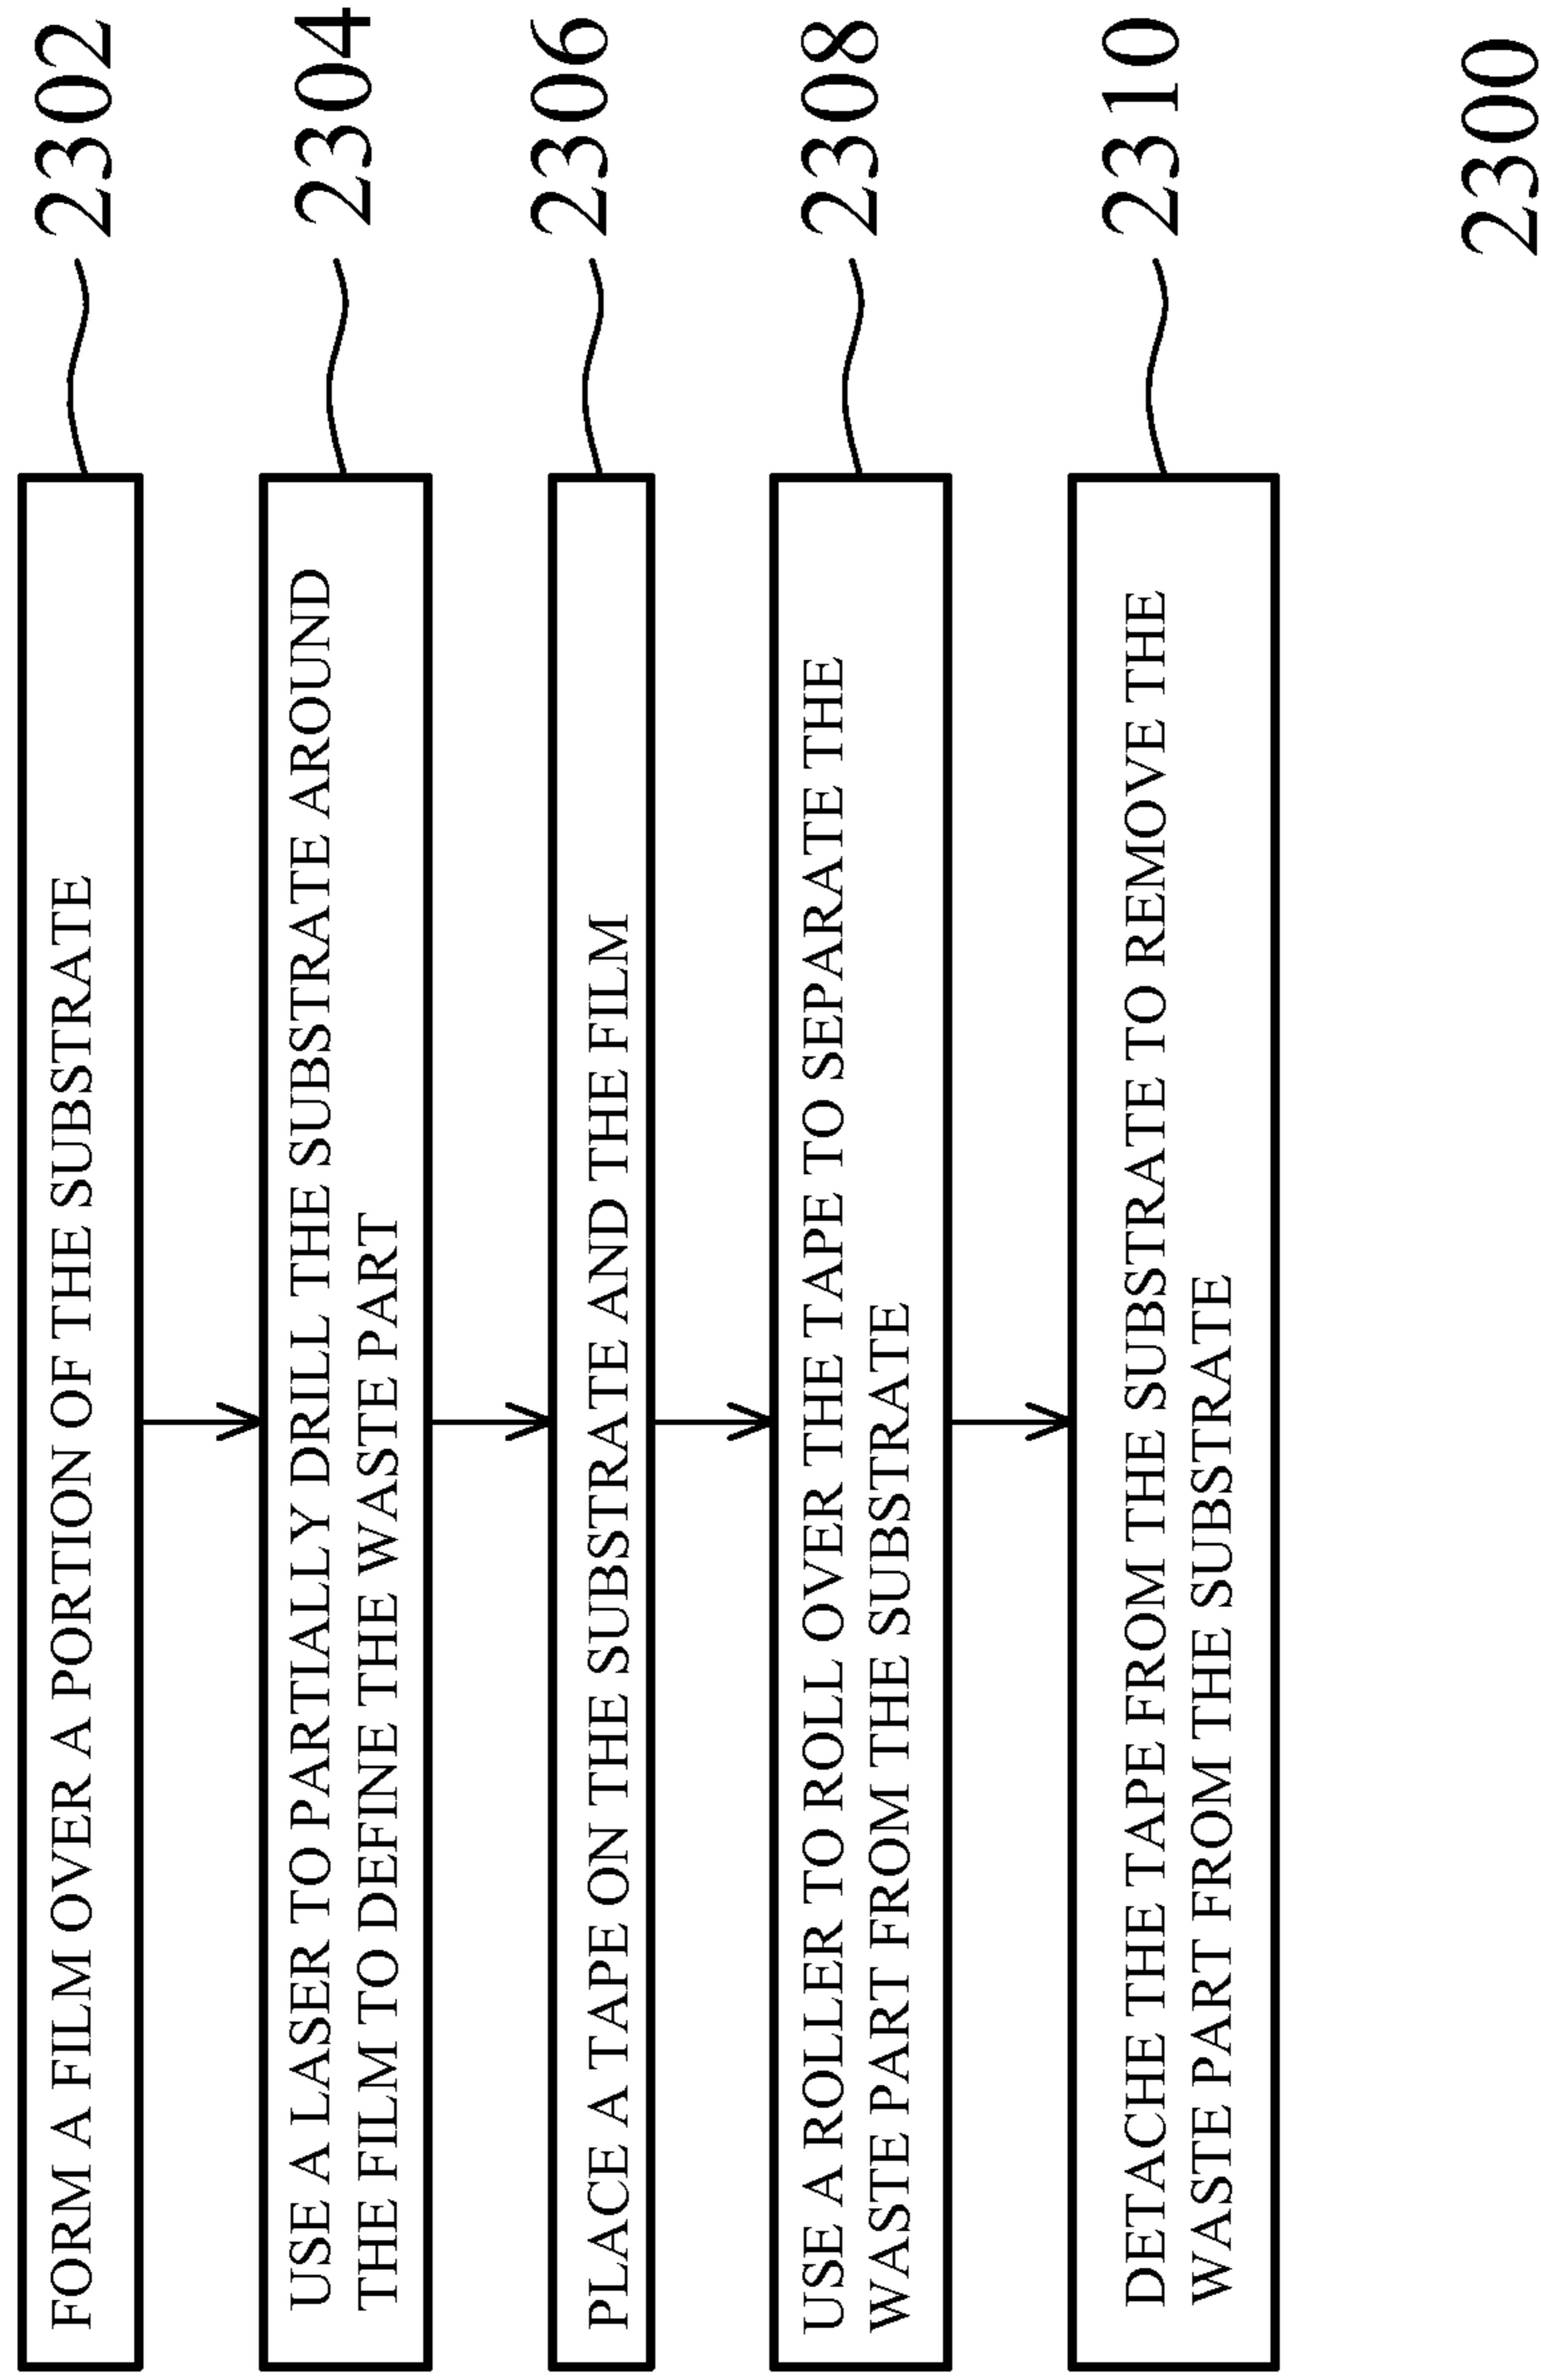 FORM A FILM OVER A PORTION OF THE SUBSTRATE
2302
USE A LASER TO PARTIALLY DRILL THE SUBSTRATE AROUND
THE FILM TO DEFINE THE WASTE PART
2304
PLACE A TAPE ON THE SUBSTRATE AND THE FILM
2306
USE A ROLLER TO ROLL OVER THE TAPE TO SEPARATE THE
WASTE PART FROM THE SUBSTRATE
2308
DETACHE THE TAPE FROM THE SUBSTRATE TO REMOVE THE
WASTE PART FROM THE SUBSTRATE
2310
2300